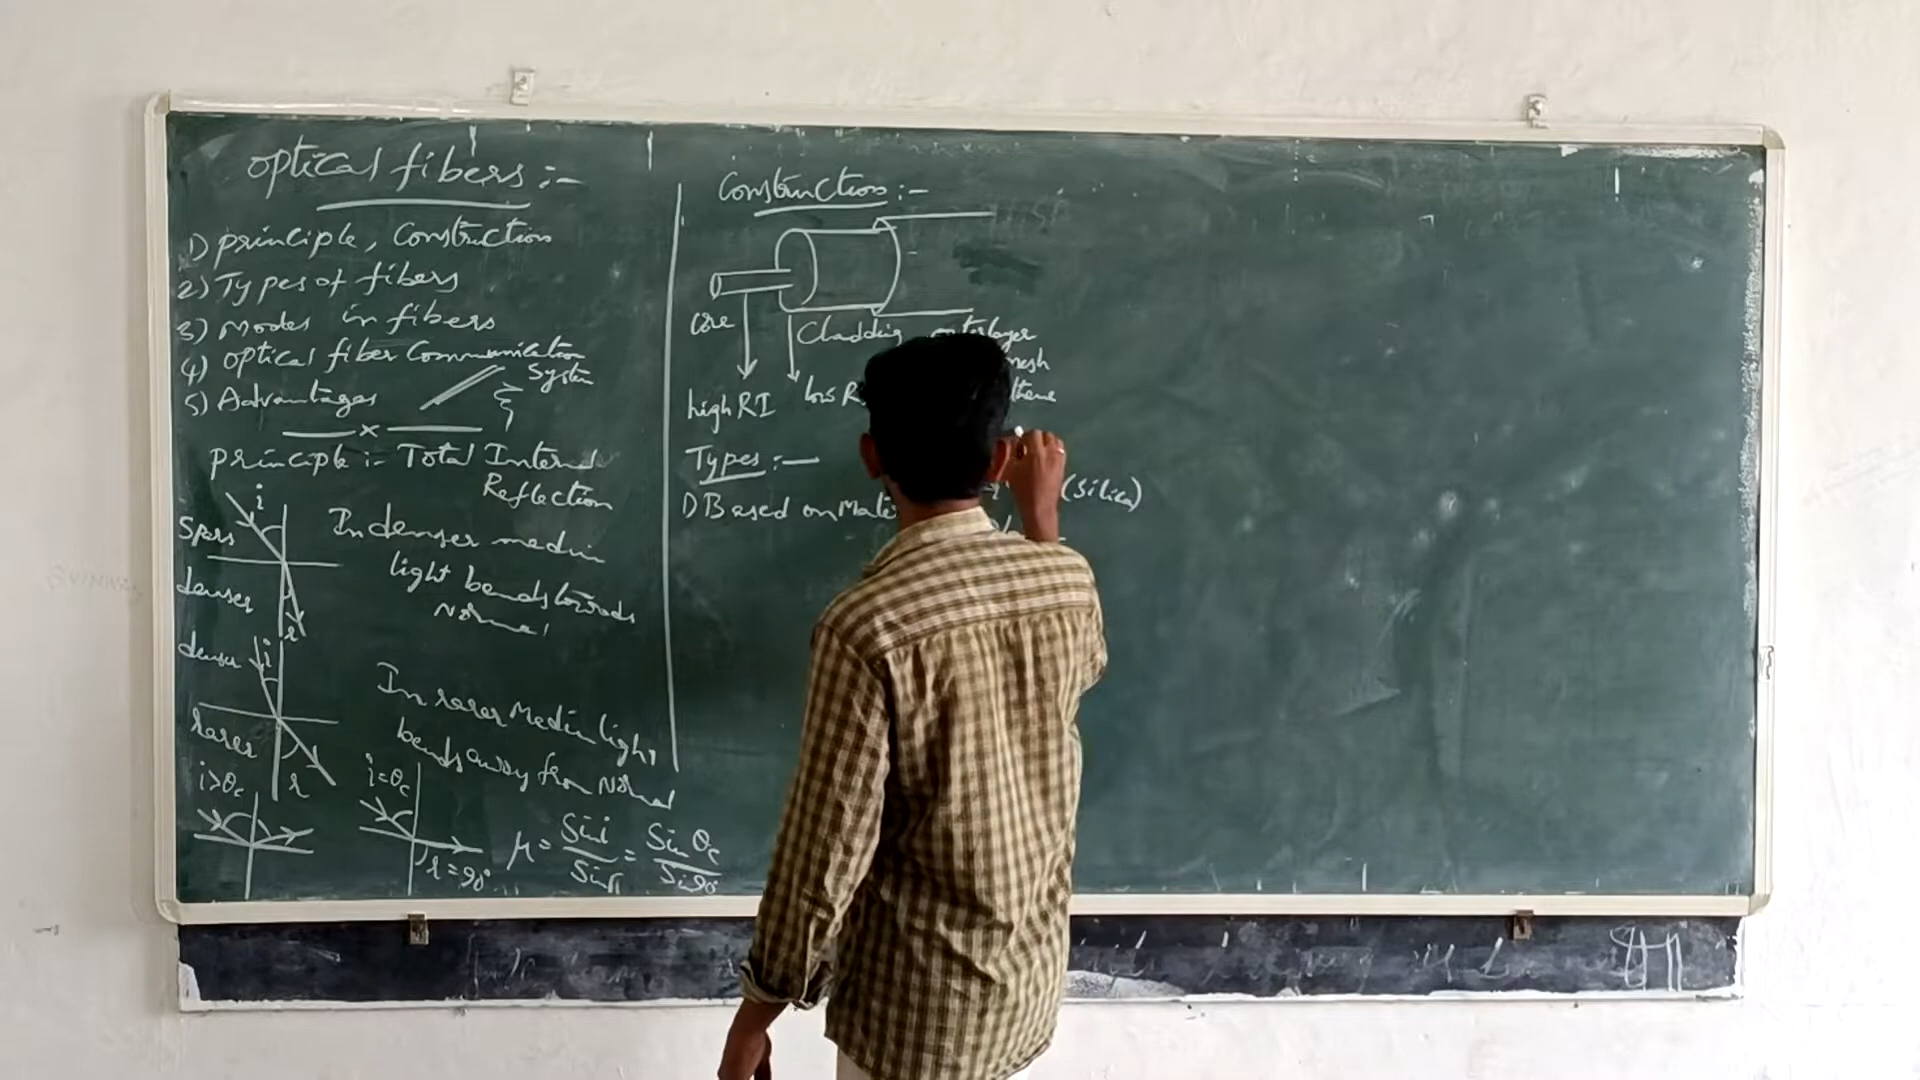 optical fibers :-
1) principle, Construction
2) Types of fibers
3) Modes in fibers
4) optical fiber Communication
System
5) Advantages
x
principle :- Total Internal
Reflection
i
denser
r
In denser medium
light bends towards
Normal
denser
i
rarer
r
In rarer Medium light
bends away from Normal
i>θc
i=θc
r=90°
μ = Sin i / Sin r = Sin θc / Sin 90°
Construction :-
core
Cladding
outer layer
high RI
low R
Types :-
1) Based on Mate
(Silica)